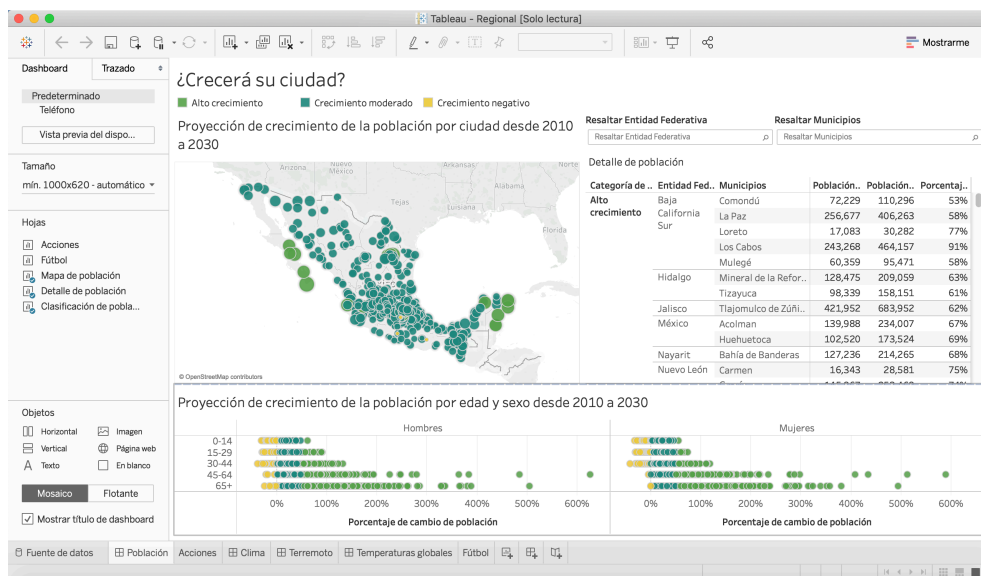 Tableau - Regional [Solo lectura]
Mostrarme
Dashboard
Trazado
Predeterminado
Teléfono
Vista previa del dispo...
Tamaño
mín. 1000x620 - automático
Hojas
Acciones
Fútbol
Mapa de población
Detalle de población
Clasificación de pobla...
Objetos
Horizontal Imagen
Vertical Página web
A Texto En blanco
Mosaico Flotante
Mostrar título de dashboard
¿Crecerá su ciudad?
Alto crecimiento Crecimiento moderado Crecimiento negativo
Proyección de crecimiento de la población por ciudad desde 2010
a 2030
Arizona
Nuevo
México
Arkansas
Norte
Alabama
Tejas
Luisiana
Florida
© OpenStreetMap contributors
Resaltar Entidad Federativa Resaltar Municipios
Resaltar Entidad Federativa Resaltar Municipios
Detalle de población
Categoría de .. Entidad Fed.. Municipios Población.. Población.. Porcentaj..
Alto Baja Comondú 72,229 110,296 53%
crecimiento California La Paz 256,677 406,263 58%
Sur Loreto 17,083 30,282 77%
Los Cabos 243,268 464,157 91%
Mulegé 60,359 95,471 58%
Hidalgo Mineral de la Refor.. 128,475 209,059 63%
Tizayuca 98,339 158,151 61%
Jalisco Tlajomulco de Zúñi.. 421,952 683,952 62%
México Acolman 139,988 234,007 67%
Huehuetoca 102,520 173,524 69%
Nayarit Bahía de Banderas 127,236 214,265 68%
Nuevo León Carmen 16,343 28,581 75%
Proyección de crecimiento de la población por edad y sexo desde 2010 a 2030
Hombres Mujeres
0-14
15-29
30-44
45-64
65+
0% 100% 200% 300% 400% 500% 600% 0% 100% 200% 300% 400% 500% 600%
Porcentaje de cambio de población Porcentaje de cambio de población
Fuente de datos Población Acciones Clima Terremoto Temperaturas globales Fútbol